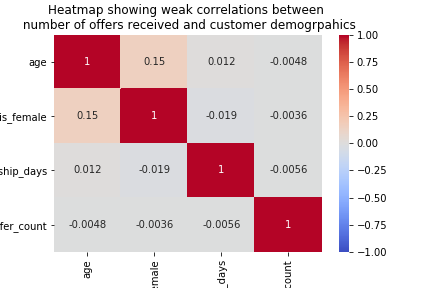 Heatmap showing weak correlations between
number of offers received and customer demogrpahics
age 1 0.15 0.012 -0.0048
is_female 0.15 1 -0.019 -0.0036
ship_days 0.012 -0.019 1 -0.0056
fer_count -0.0048 -0.0036 -0.0056 1
age
emale
_days
count
1.00
0.75
0.50
0.25
0.00
−0.25
−0.50
−0.75
−1.00